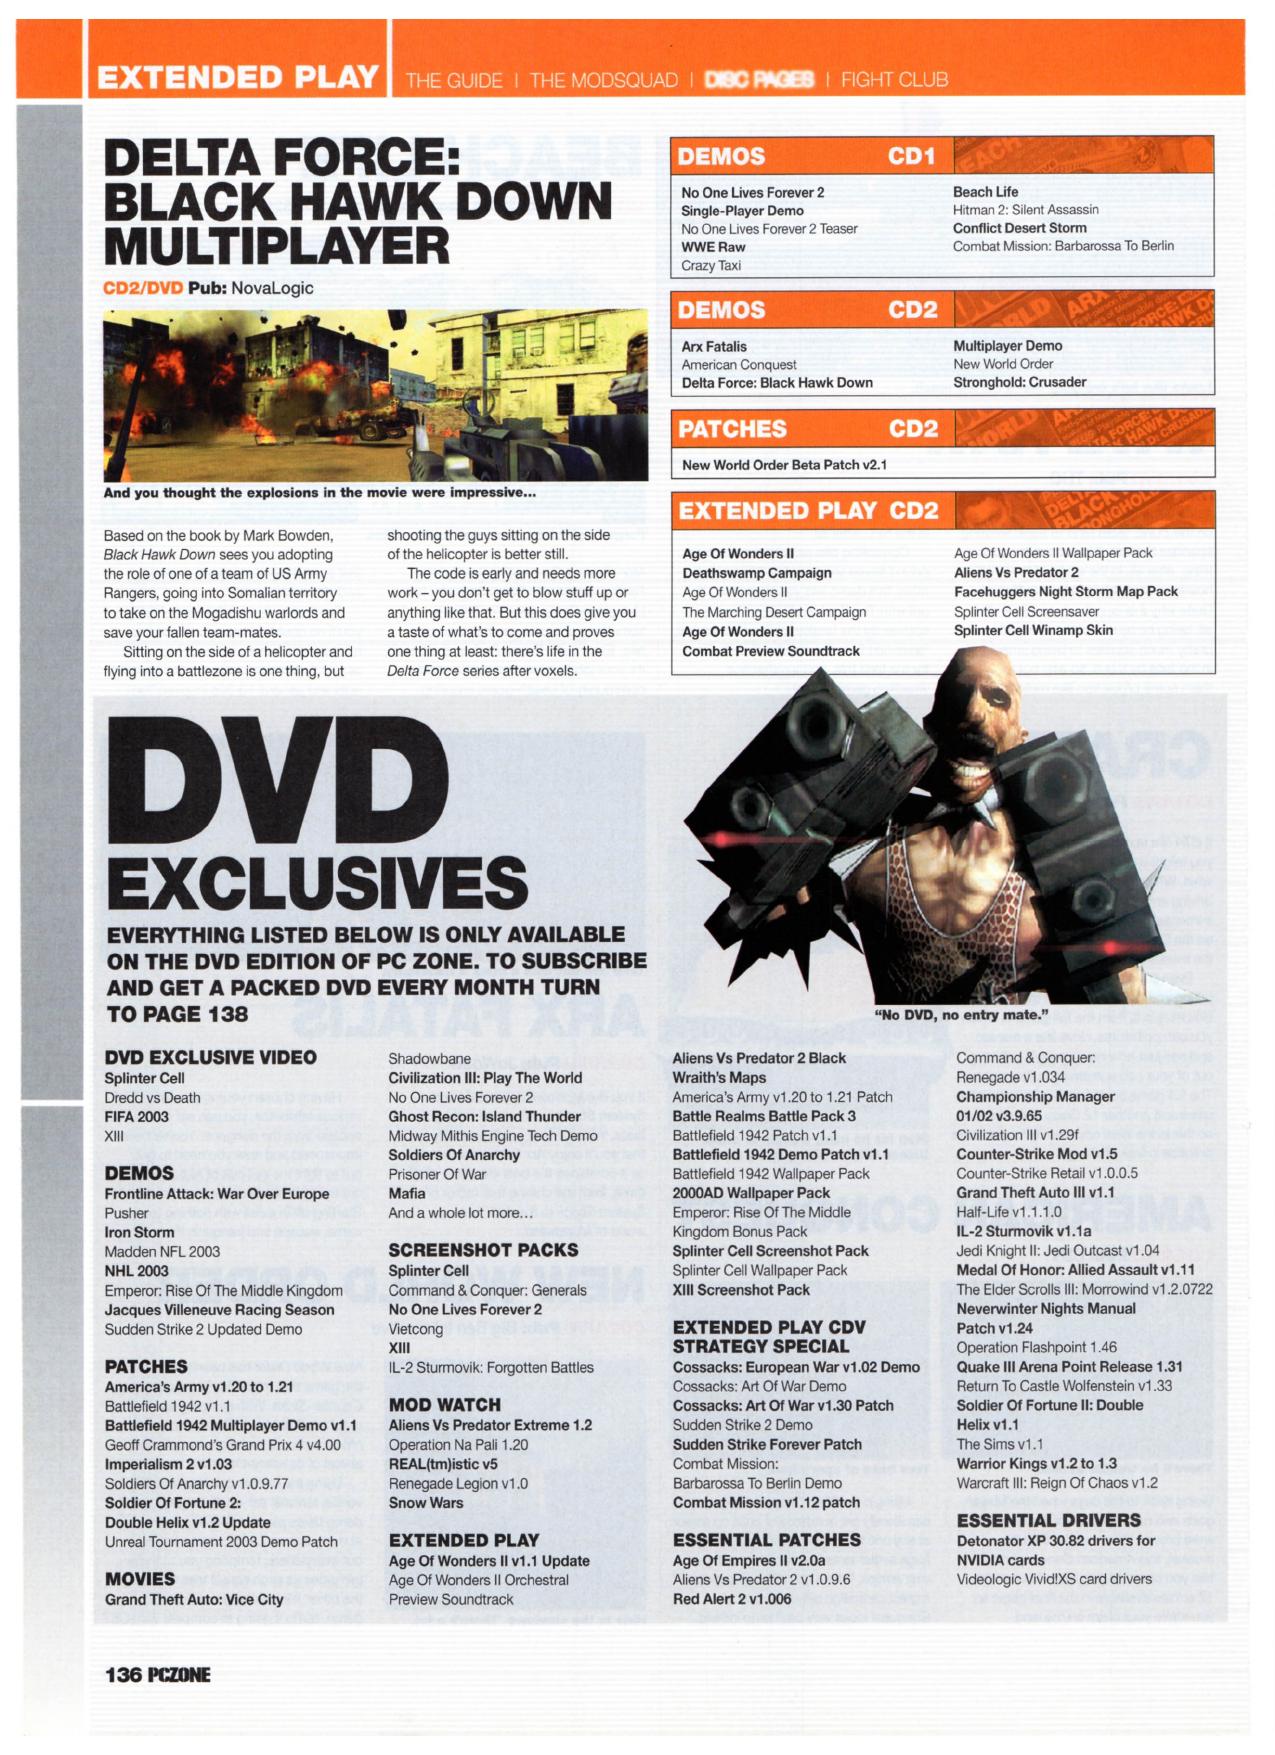 EXTENDED PLAY
THE GUIDE | THE MODSQUAD | DISC PAGES | FIGHT CLUB
DELTA FORCE:
BLACK HAWK DOWN
MULTIPLAYER
CD2/DVD Pub: NovaLogic
And you thought the explosions in the movie were impressive...
Based on the book by Mark Bowden,
Black Hawk Down sees you adopting
the role of one of a team of US Army
Rangers, going into Somalian territory
to take on the Mogadishu warlords and
save your fallen team-mates.
Sitting on the side of a helicopter and
flying into a battlezone is one thing, but
shooting the guys sitting on the side
of the helicopter is better still.
The code is early and needs more
work – you don't get to blow stuff up or
anything like that. But this does give you
a taste of what's to come and proves
one thing at least: there's life in the
Delta Force series after voxels.
DEMOS CD1
No One Lives Forever 2
Single-Player Demo
No One Lives Forever 2 Teaser
WWE Raw
Crazy Taxi
Beach Life
Hitman 2: Silent Assassin
Conflict Desert Storm
Combat Mission: Barbarossa To Berlin
DEMOS CD2
Arx Fatalis
American Conquest
Delta Force: Black Hawk Down
Multiplayer Demo
New World Order
Stronghold: Crusader
PATCHES CD2
New World Order Beta Patch v2.1
EXTENDED PLAY CD2
Age Of Wonders II
Deathswamp Campaign
Age Of Wonders II
The Marching Desert Campaign
Age Of Wonders II
Combat Preview Soundtrack
Age Of Wonders II Wallpaper Pack
Aliens Vs Predator 2
Facehuggers Night Storm Map Pack
Splinter Cell Screensaver
Splinter Cell Winamp Skin
DVD
EXCLUSIVES
EVERYTHING LISTED BELOW IS ONLY AVAILABLE
ON THE DVD EDITION OF PC ZONE. TO SUBSCRIBE
AND GET A PACKED DVD EVERY MONTH TURN
TO PAGE 138
"No DVD, no entry mate."
DVD EXCLUSIVE VIDEO
Splinter Cell
Dredd vs Death
FIFA 2003
XIII
DEMOS
Frontline Attack: War Over Europe
Pusher
Iron Storm
Madden NFL 2003
NHL 2003
Emperor: Rise Of The Middle Kingdom
Jacques Villeneuve Racing Season
Sudden Strike 2 Updated Demo
PATCHES
America's Army v1.20 to 1.21
Battlefield 1942 v1.1
Battlefield 1942 Multiplayer Demo v1.1
Geoff Crammond's Grand Prix 4 v4.00
Imperialism 2 v1.03
Soldiers Of Anarchy v1.0.9.77
Soldier Of Fortune 2:
Double Helix v1.2 Update
Unreal Tournament 2003 Demo Patch
MOVIES
Grand Theft Auto: Vice City
Shadowbane
Civilization III: Play The World
No One Lives Forever 2
Ghost Recon: Island Thunder
Midway Mithis Engine Tech Demo
Soldiers Of Anarchy
Prisoner Of War
Mafia
And a whole lot more...
SCREENSHOT PACKS
Splinter Cell
Command & Conquer: Generals
No One Lives Forever 2
Vietcong
XIII
IL-2 Sturmovik: Forgotten Battles
MOD WATCH
Aliens Vs Predator Extreme 1.2
Operation Na Pali 1.20
REAL(tm)istic v5
Renegade Legion v1.0
Snow Wars
EXTENDED PLAY
Age Of Wonders II v1.1 Update
Age Of Wonders II Orchestral
Preview Soundtrack
Aliens Vs Predator 2 Black
Wraith's Maps
America's Army v1.20 to 1.21 Patch
Battle Realms Battle Pack 3
Battlefield 1942 Patch v1.1
Battlefield 1942 Demo Patch v1.1
Battlefield 1942 Wallpaper Pack
2000AD Wallpaper Pack
Emperor: Rise Of The Middle
Kingdom Bonus Pack
Splinter Cell Screenshot Pack
Splinter Cell Wallpaper Pack
XIII Screenshot Pack
EXTENDED PLAY CDV
STRATEGY SPECIAL
Cossacks: European War v1.02 Demo
Cossacks: Art Of War Demo
Cossacks: Art Of War v1.30 Patch
Sudden Strike 2 Demo
Sudden Strike Forever Patch
Combat Mission:
Barbarossa To Berlin Demo
Combat Mission v1.12 patch
ESSENTIAL PATCHES
Age Of Empires II v2.0a
Aliens Vs Predator 2 v1.0.9.6
Red Alert 2 v1.006
Command & Conquer:
Renegade v1.034
Championship Manager
01/02 v3.9.65
Civilization III v1.29f
Counter-Strike Mod v1.5
Counter-Strike Retail v1.0.0.5
Grand Theft Auto III v1.1
Half-Life v1.1.1.0
IL-2 Sturmovik v1.1a
Jedi Knight II: Jedi Outcast v1.04
Medal Of Honor: Allied Assault v1.11
The Elder Scrolls III: Morrowind v1.2.0722
Neverwinter Nights Manual
Patch v1.24
Operation Flashpoint 1.46
Quake III Arena Point Release 1.31
Return To Castle Wolfenstein v1.33
Soldier Of Fortune II: Double
Helix v1.1
The Sims v1.1
Warrior Kings v1.2 to 1.3
Warcraft III: Reign Of Chaos v1.2
ESSENTIAL DRIVERS
Detonator XP 30.82 drivers for
NVIDIA cards
Videologic Vivid!XS card drivers
136 PCZONE